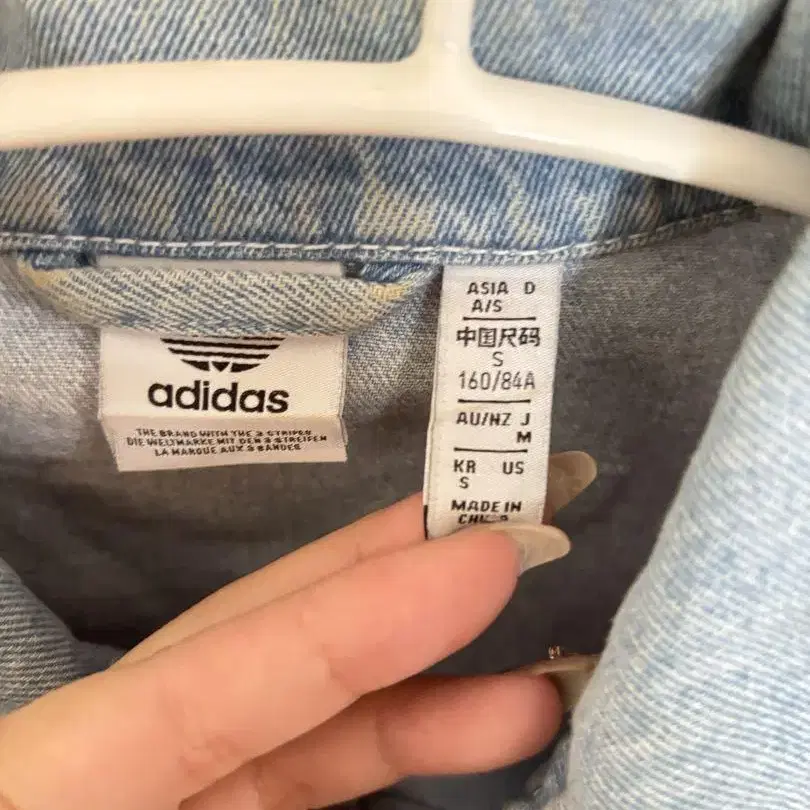 adidas
THE BRAND WITH THE 3 STRIPES
DIE WELTMARKE MIT DEN 3 STREIFEN
LA MARQUE AUX 3 BANDES
ASIA D
A/S
中国尺码
S
160/84A
AU/NZ J
M
KR US
S
MADE IN